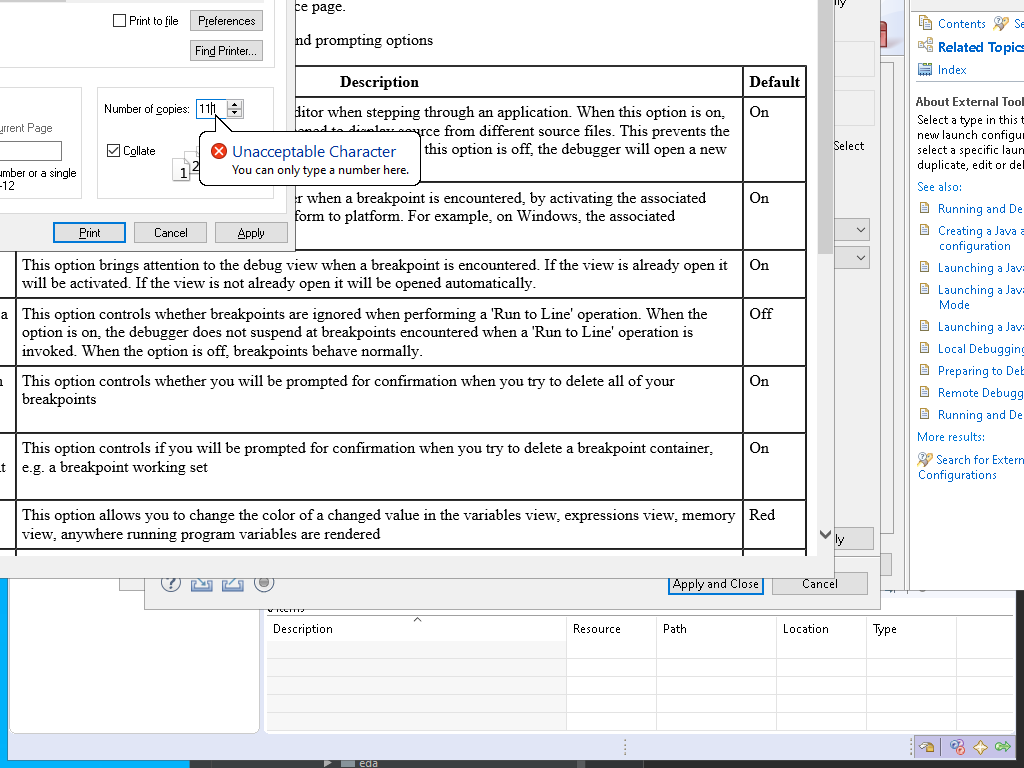 ce page.
Print to file
Preferences
Find Printer...
nd prompting options
Number of copies:
111
urrent Page
Collate
1
2
umber or a single
-12
Unacceptable Character
You can only type a number here.
Print
Cancel
Apply
Description
Default
ditor when stepping through an application. When this option is on,
ened to display source from different source files. This prevents the
this option is off, the debugger will open a new
On
er when a breakpoint is encountered, by activating the associated
form to platform. For example, on Windows, the associated
On
This option brings attention to the debug view when a breakpoint is encountered. If the view is already open it
will be activated. If the view is not already open it will be opened automatically.
On
a
This option controls whether breakpoints are ignored when performing a 'Run to Line' operation. When the
option is on, the debugger does not suspend at breakpoints encountered when a 'Run to Line' operation is
invoked. When the option is off, breakpoints behave normally.
Off
This option controls whether you will be prompted for confirmation when you try to delete all of your
breakpoints
On
This option controls if you will be prompted for confirmation when you try to delete a breakpoint container,
e.g. a breakpoint working set
On
This option allows you to change the color of a changed value in the variables view, expressions view, memory
view, anywhere running program variables are rendered
Red
Select
ly
Apply and Close
Cancel
Contents
Se
Related Topics
Index
About External Tool
Select a type in this t
new launch configur
select a specific laun
duplicate, edit or del
See also:
Running and De
Creating a Java a
configuration
Launching a Java
Launching a Java
Mode
Launching a Java
Local Debugging
Preparing to Deb
Remote Debugg
Running and De
More results:
Search for Extern
Configurations
Description
Resource
Path
Location
Type
eda